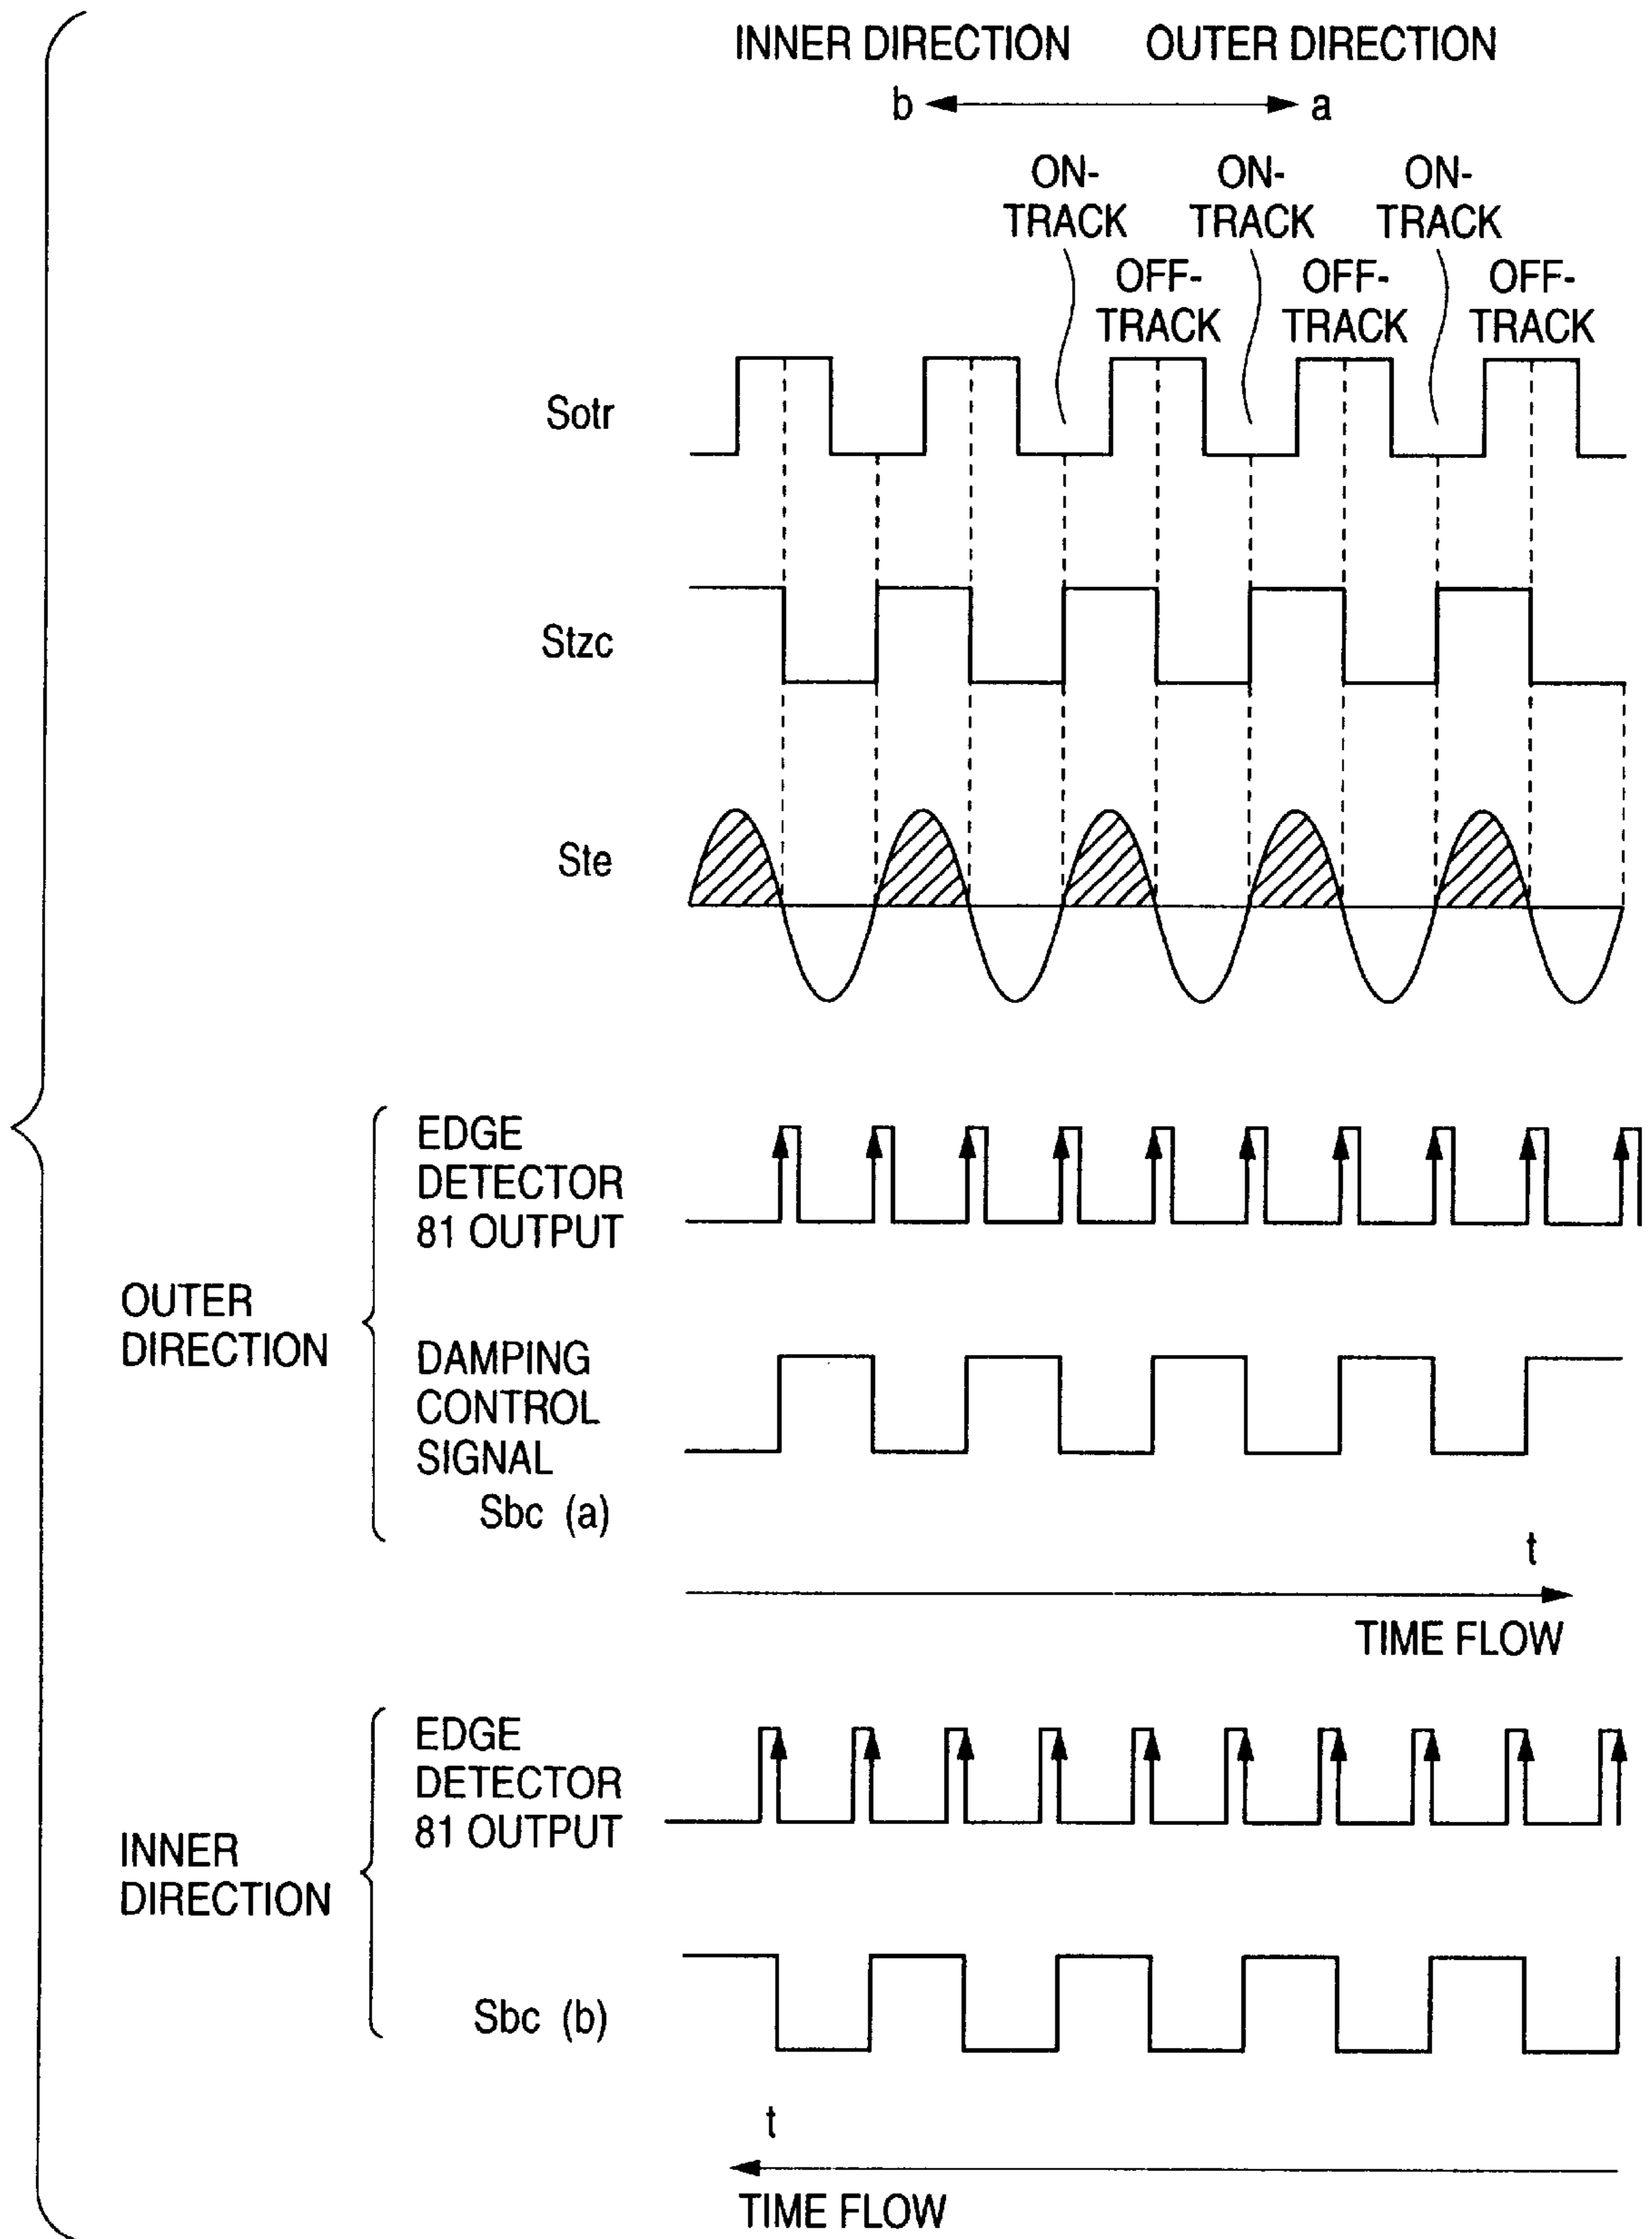 INNER DIRECTION OUTER DIRECTION
b a
ON-
TRACK
ON-
TRACK
ON-
TRACK
OFF-
TRACK
OFF-
TRACK
OFF-
TRACK
Sotr
Stzc
Ste
OUTER
DIRECTION
EDGE
DETECTOR
81 OUTPUT
DAMPING
CONTROL
SIGNAL
Sbc (a)
t
TIME FLOW
INNER
DIRECTION
EDGE
DETECTOR
81 OUTPUT
Sbc (b)
t
TIME FLOW